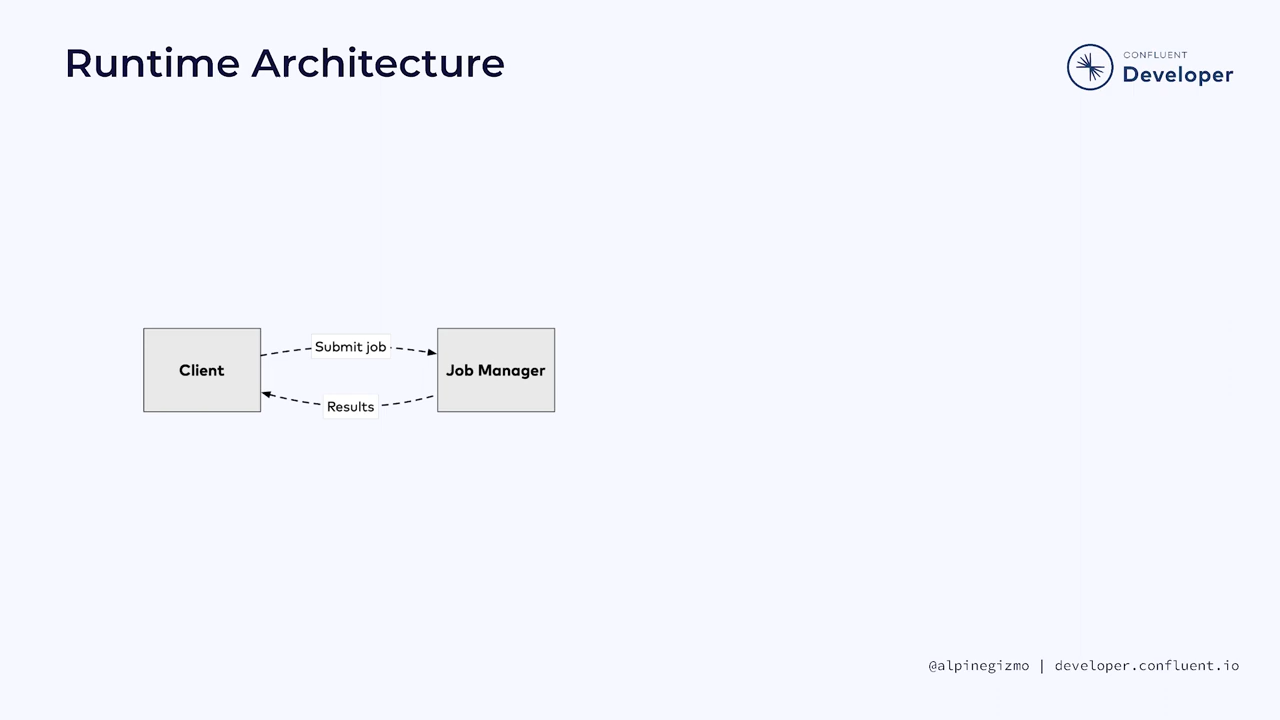 Runtime Architecture
CONFLUENT
Developer
Submit job
Client
Job Manager
Results
@alpinegizmo | developer.confluent.io